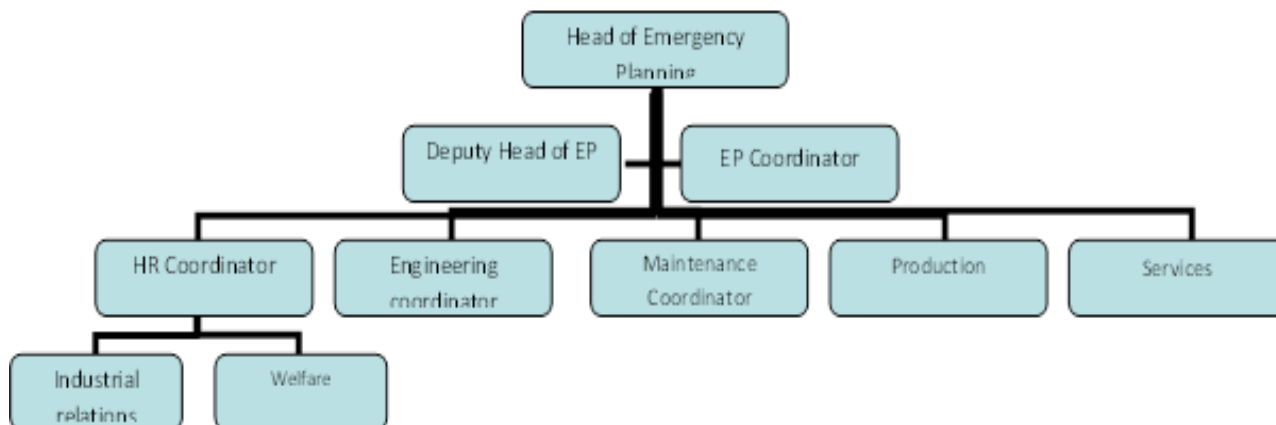 Head of Emergency
Planning
Deputy Head of EP
EP Coordinator
HR Coordinator
Engineering
coordinator
Maintenance
Coordinator
Production
Services
Industrial
relations
Welfare